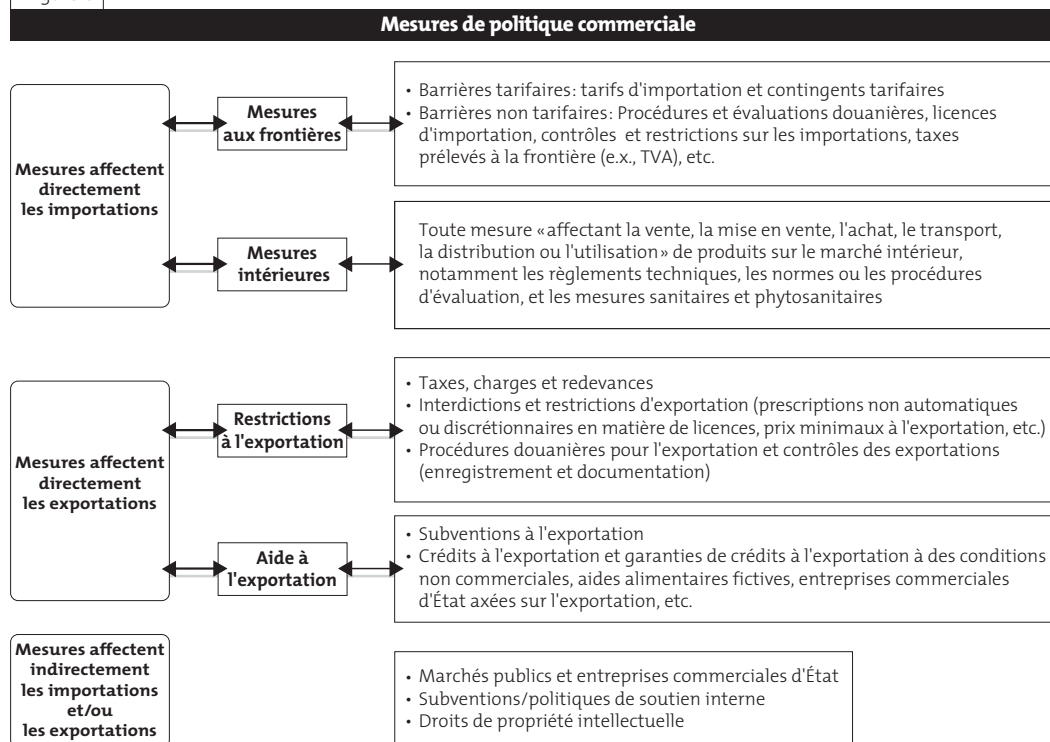 Mesures de politique commerciale
Mesures affectent
directement
les importations
Mesures
aux frontières
• Barrières tarifaires: tarifs d'importation et contingents tarifaires
• Barrières non tarifaires: Procédures et évaluations douanières, licences
d'importation, contrôles et restrictions sur les importations, taxes
prélevés à la frontière (e.x., TVA), etc.
Mesures
intérieures
Toute mesure «affectant la vente, la mise en vente, l'achat, le transport,
la distribution ou l'utilisation» de produits sur le marché intérieur,
notamment les règlements techniques, les normes ou les procédures
d'évaluation, et les mesures sanitaires et phytosanitaires
Mesures affectent
directement
les exportations
Restrictions
à l'exportation
• Taxes, charges et redevances
• Interdictions et restrictions d'exportation (prescriptions non automatiques
ou discrétionnaires en matière de licences, prix minimaux à l'exportation, etc.)
• Procédures douanières pour l'exportation et contrôles des exportations
(enregistrement et documentation)
Aide à
l'exportation
• Subventions à l'exportation
• Crédits à l'exportation et garanties de crédits à l'exportation à des conditions
non commerciales, aides alimentaires fictives, entreprises commerciales
d'État axées sur l'exportation, etc.
Mesures affectent
indirectement
les importations
et/ou
les exportations
• Marchés publics et entreprises commerciales d'État
• Subventions/politiques de soutien interne
• Droits de propriété intellectuelle